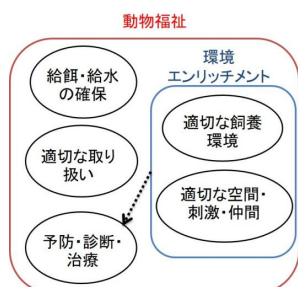 動物福祉
給餌・給水
の確保
適切な取り
扱い
予防・診断・
治療
環境
エンリッチメント
適切な飼養
環境
適切な空間・
刺激・仲間